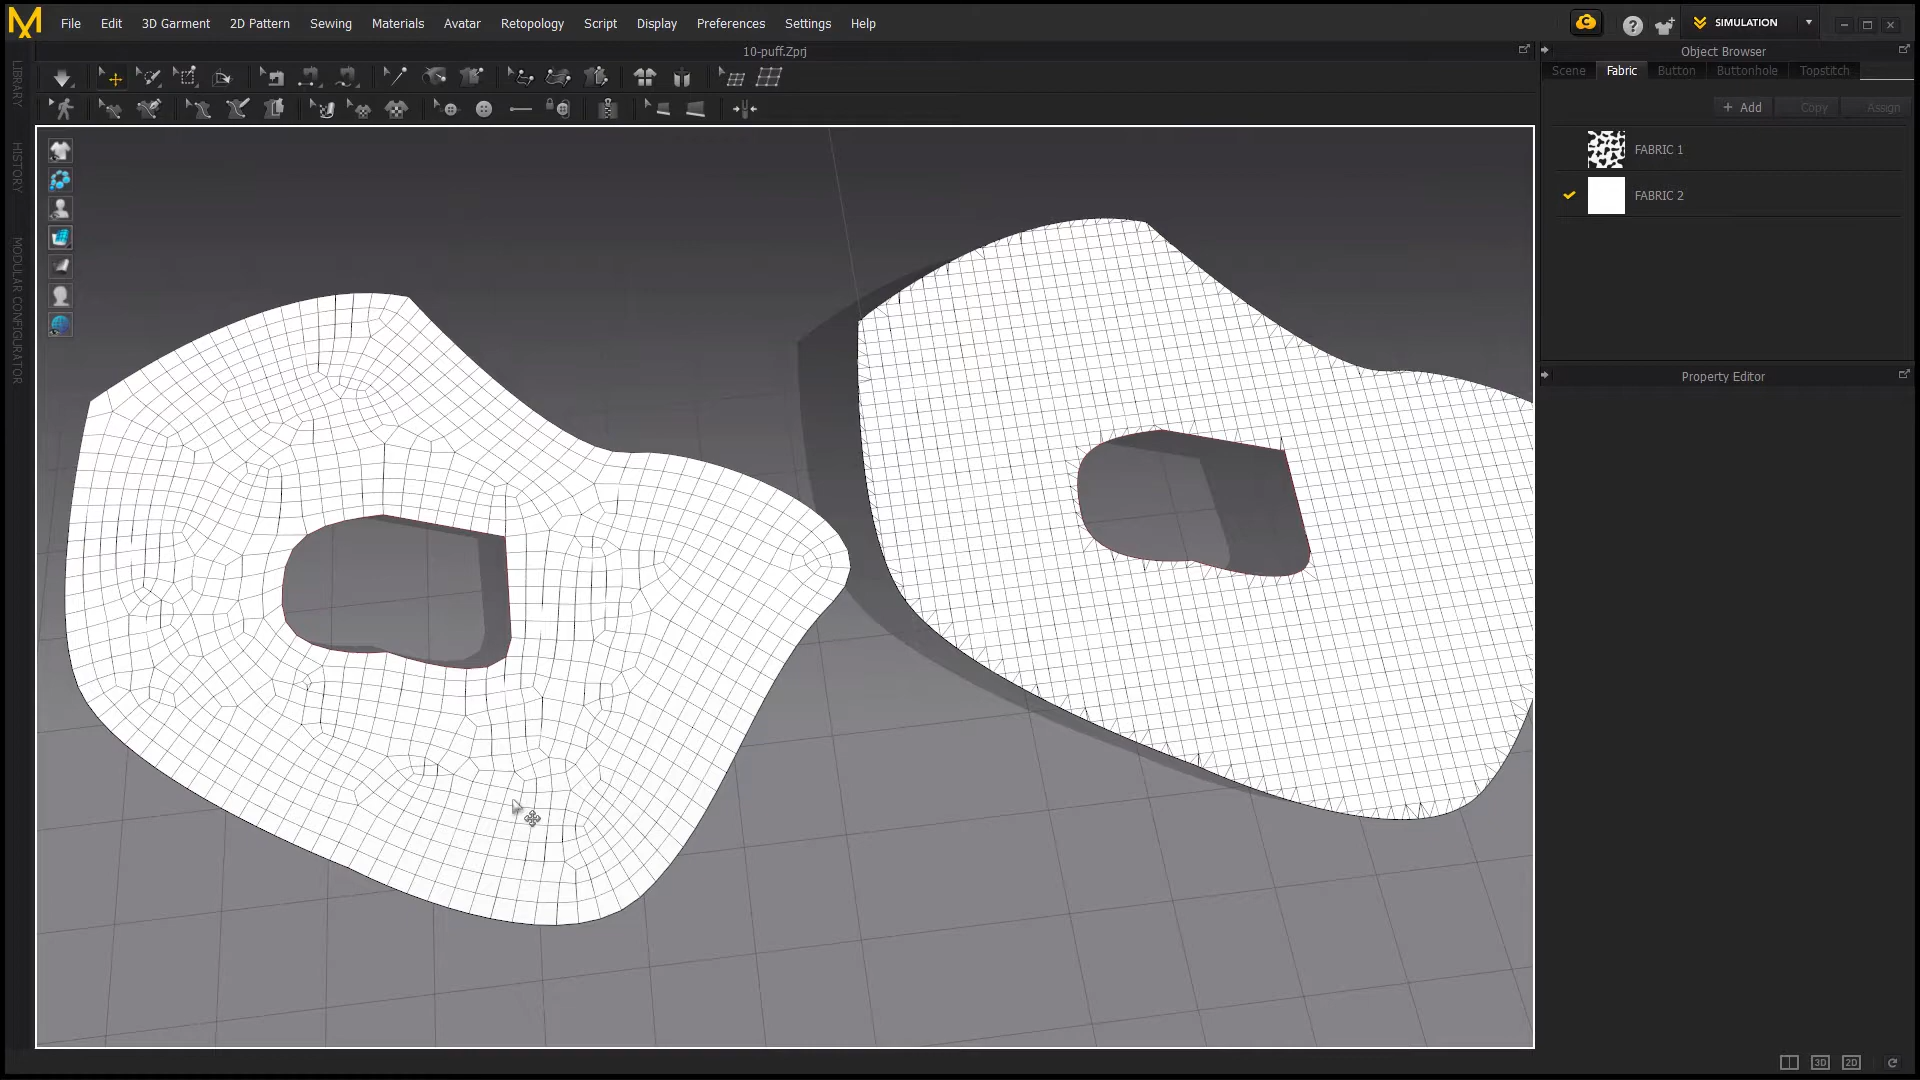 File Edit 3D Garment 2D Pattern Sewing Materials Avatar Retopology Script Display Preferences Settings Help
SIMULATION
10-puff.Zprj
Object Browser
Scene Fabric Button Buttonhole Topstitch
+ Add Copy Assign
FABRIC 1
FABRIC 2
Property Editor
LIBRARY
HISTORY
MODULAR CONFIGURATOR
3D 2D